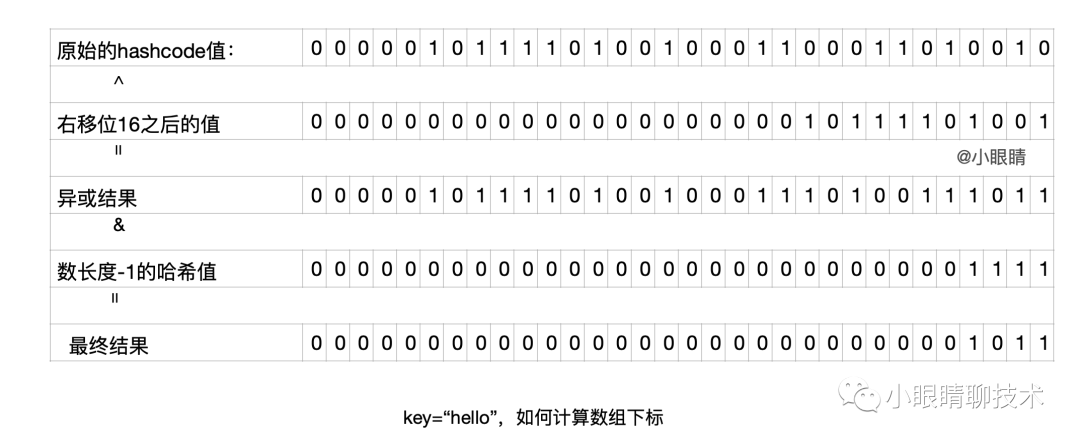 原始的hashcode值: 0 0 0 0 0 1 0 1 1 1 1 0 1 0 0 1 0 0 0 1 1 0 0 0 1 1 0 1 0 0 1 0
^
右移位16之后的值 0 0 0 0 0 0 0 0 0 0 0 0 0 0 0 0 0 0 0 0 0 1 0 1 1 1 1 0 1 0 0 1
=
@小眼睛
异或结果 0 0 0 0 0 1 0 1 1 1 1 0 1 0 0 1 0 0 0 1 1 1 0 1 0 0 1 1 1 0 1 1
&
数长度-1的哈希值 0 0 0 0 0 0 0 0 0 0 0 0 0 0 0 0 0 0 0 0 0 0 0 0 0 0 0 0 1 1 1 1
=
最终结果 0 0 0 0 0 0 0 0 0 0 0 0 0 0 0 0 0 0 0 0 0 0 0 0 0 0 0 0 1 0 1 1
小眼睛聊技术
key=“hello”，如何计算数组下标